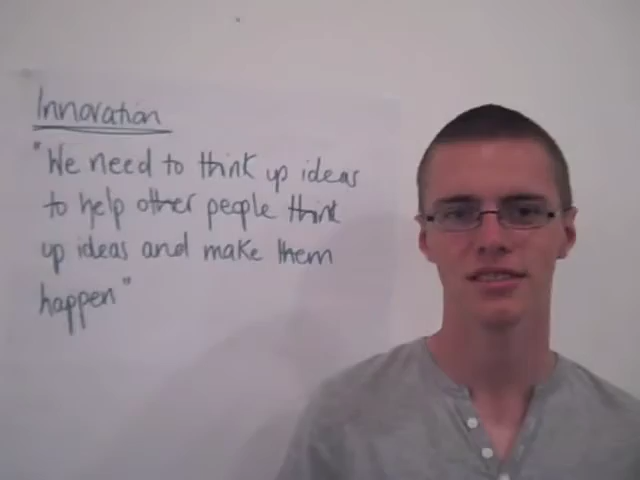 Innovation
"We need to think up ideas
to help other people think
up ideas and make them
happen"